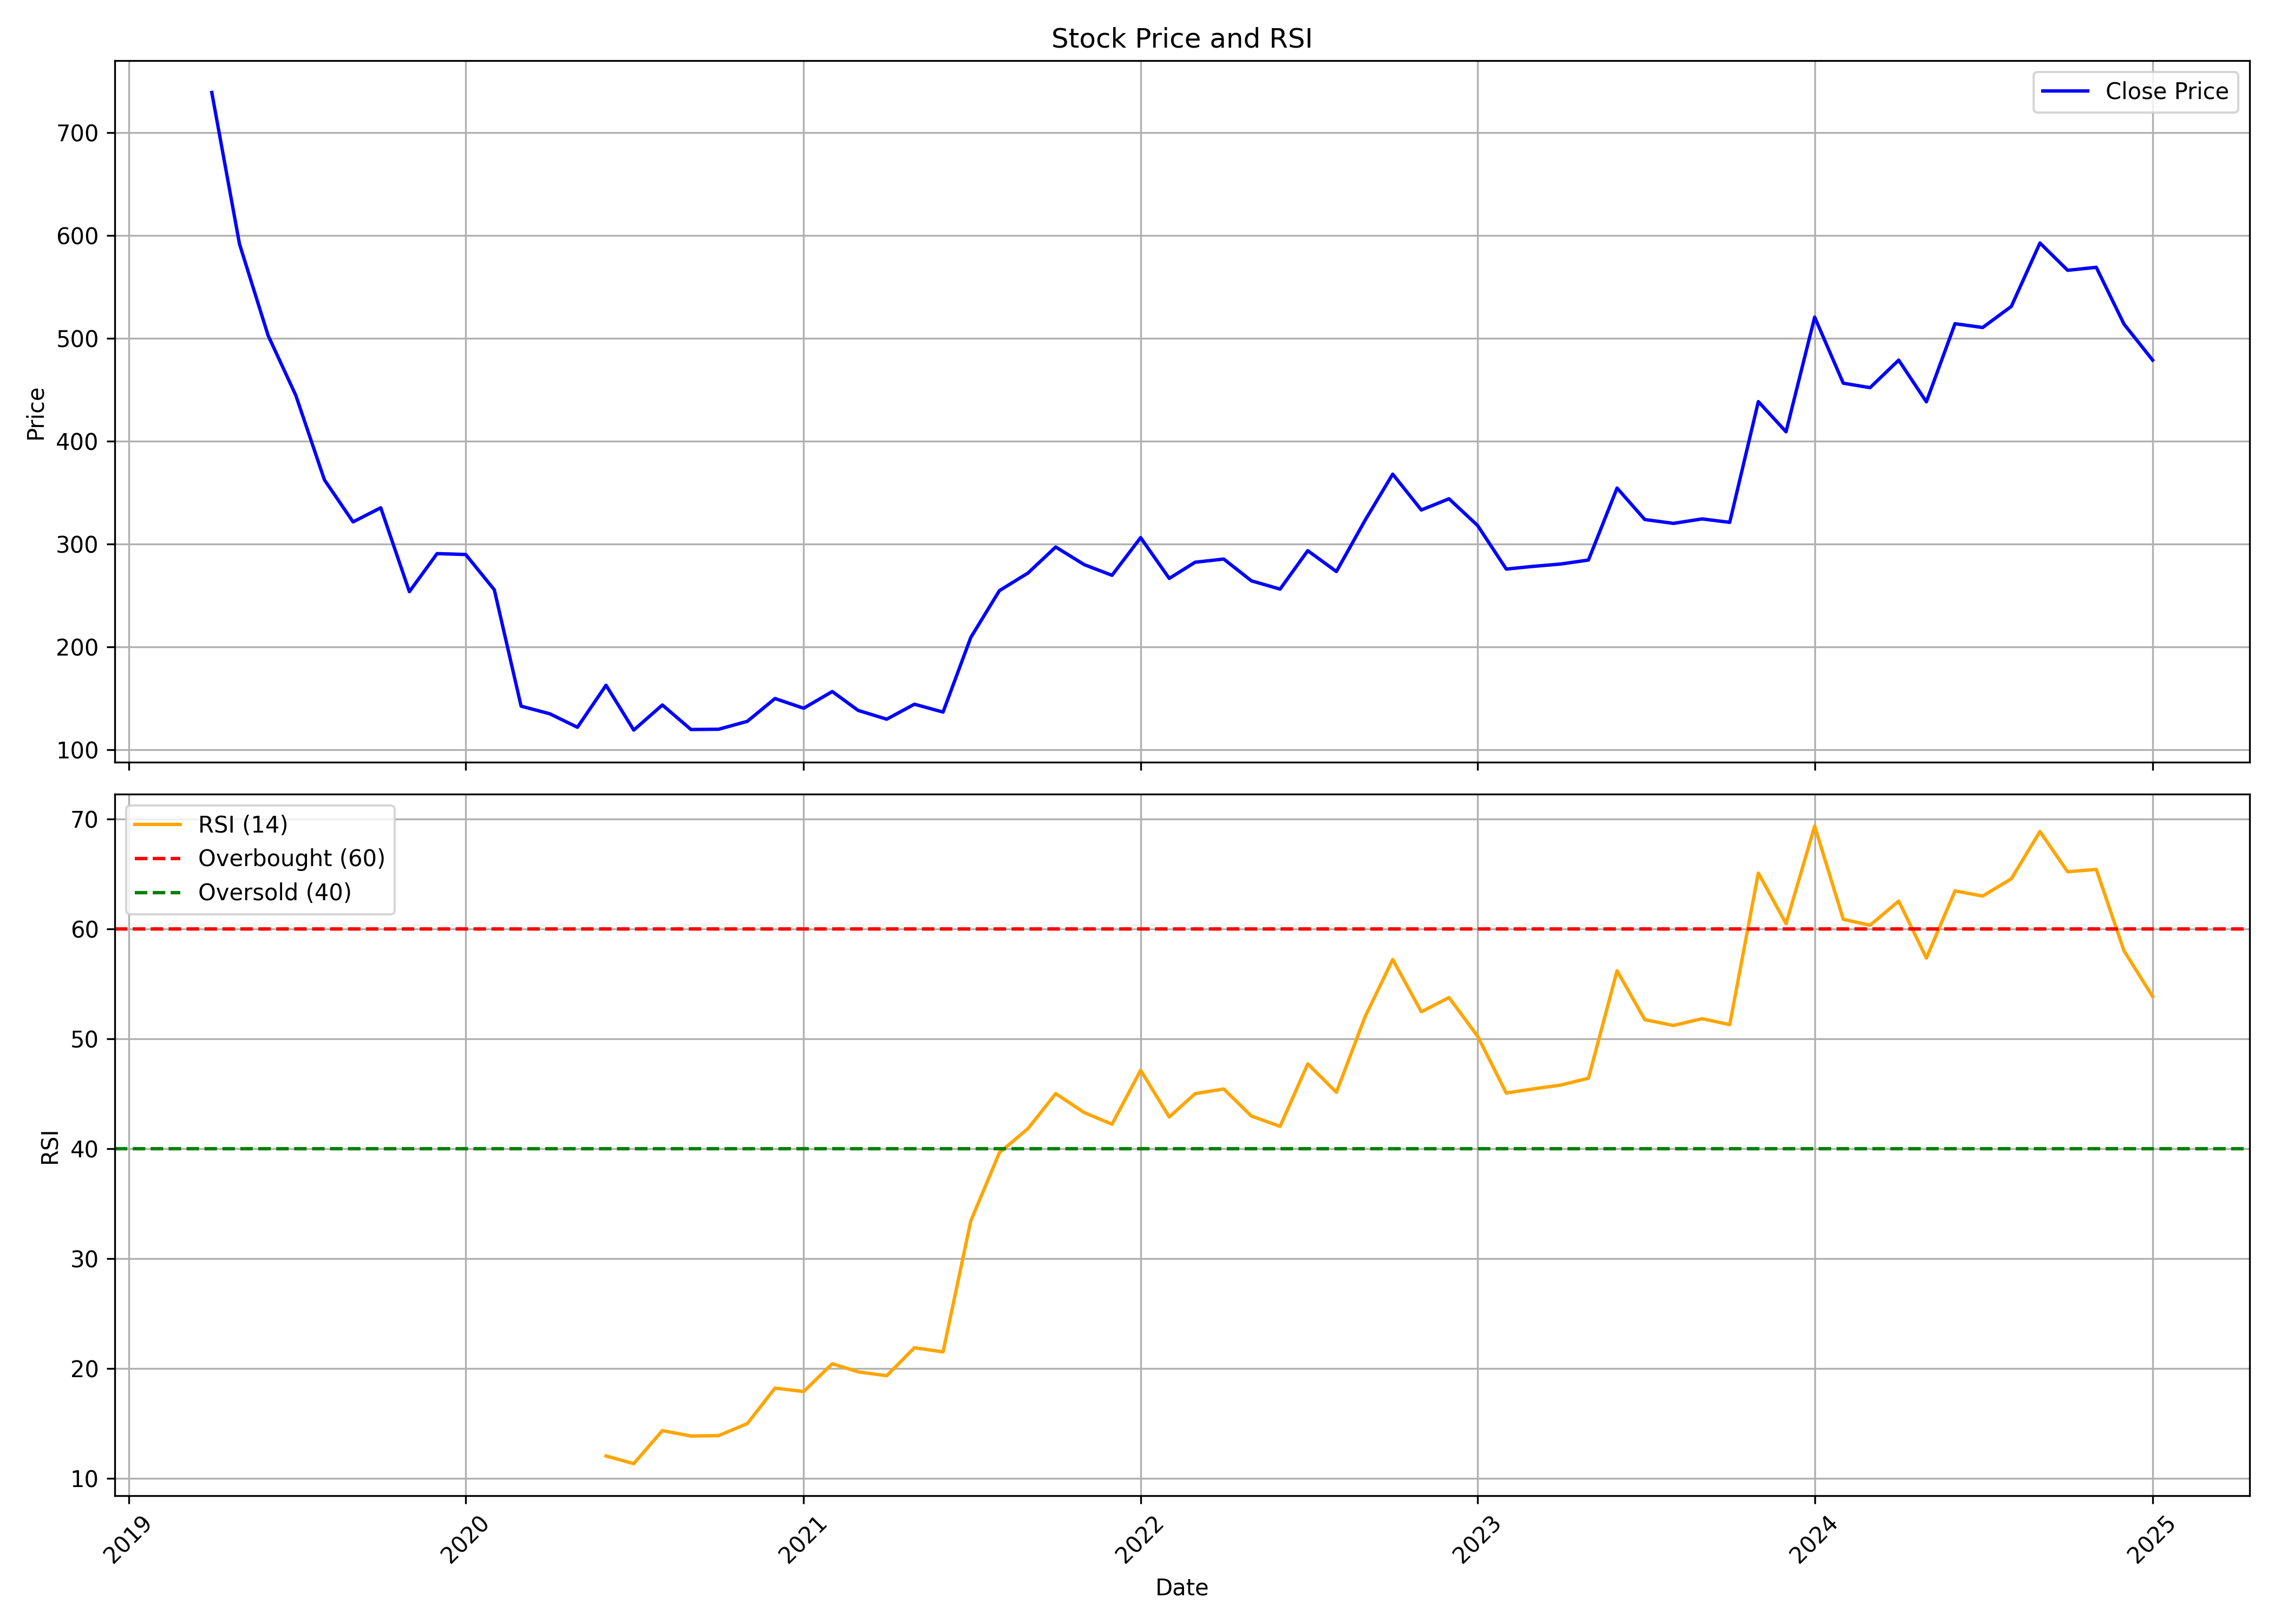 Stock Price and RSI
Close Price
Price
700
600
500
400
300
200
100
RSI (14)
Overbought (60)
Oversold (40)
RSI
70
60
50
40
30
20
10
2019
2020
2021
2022
2023
2024
2025
Date